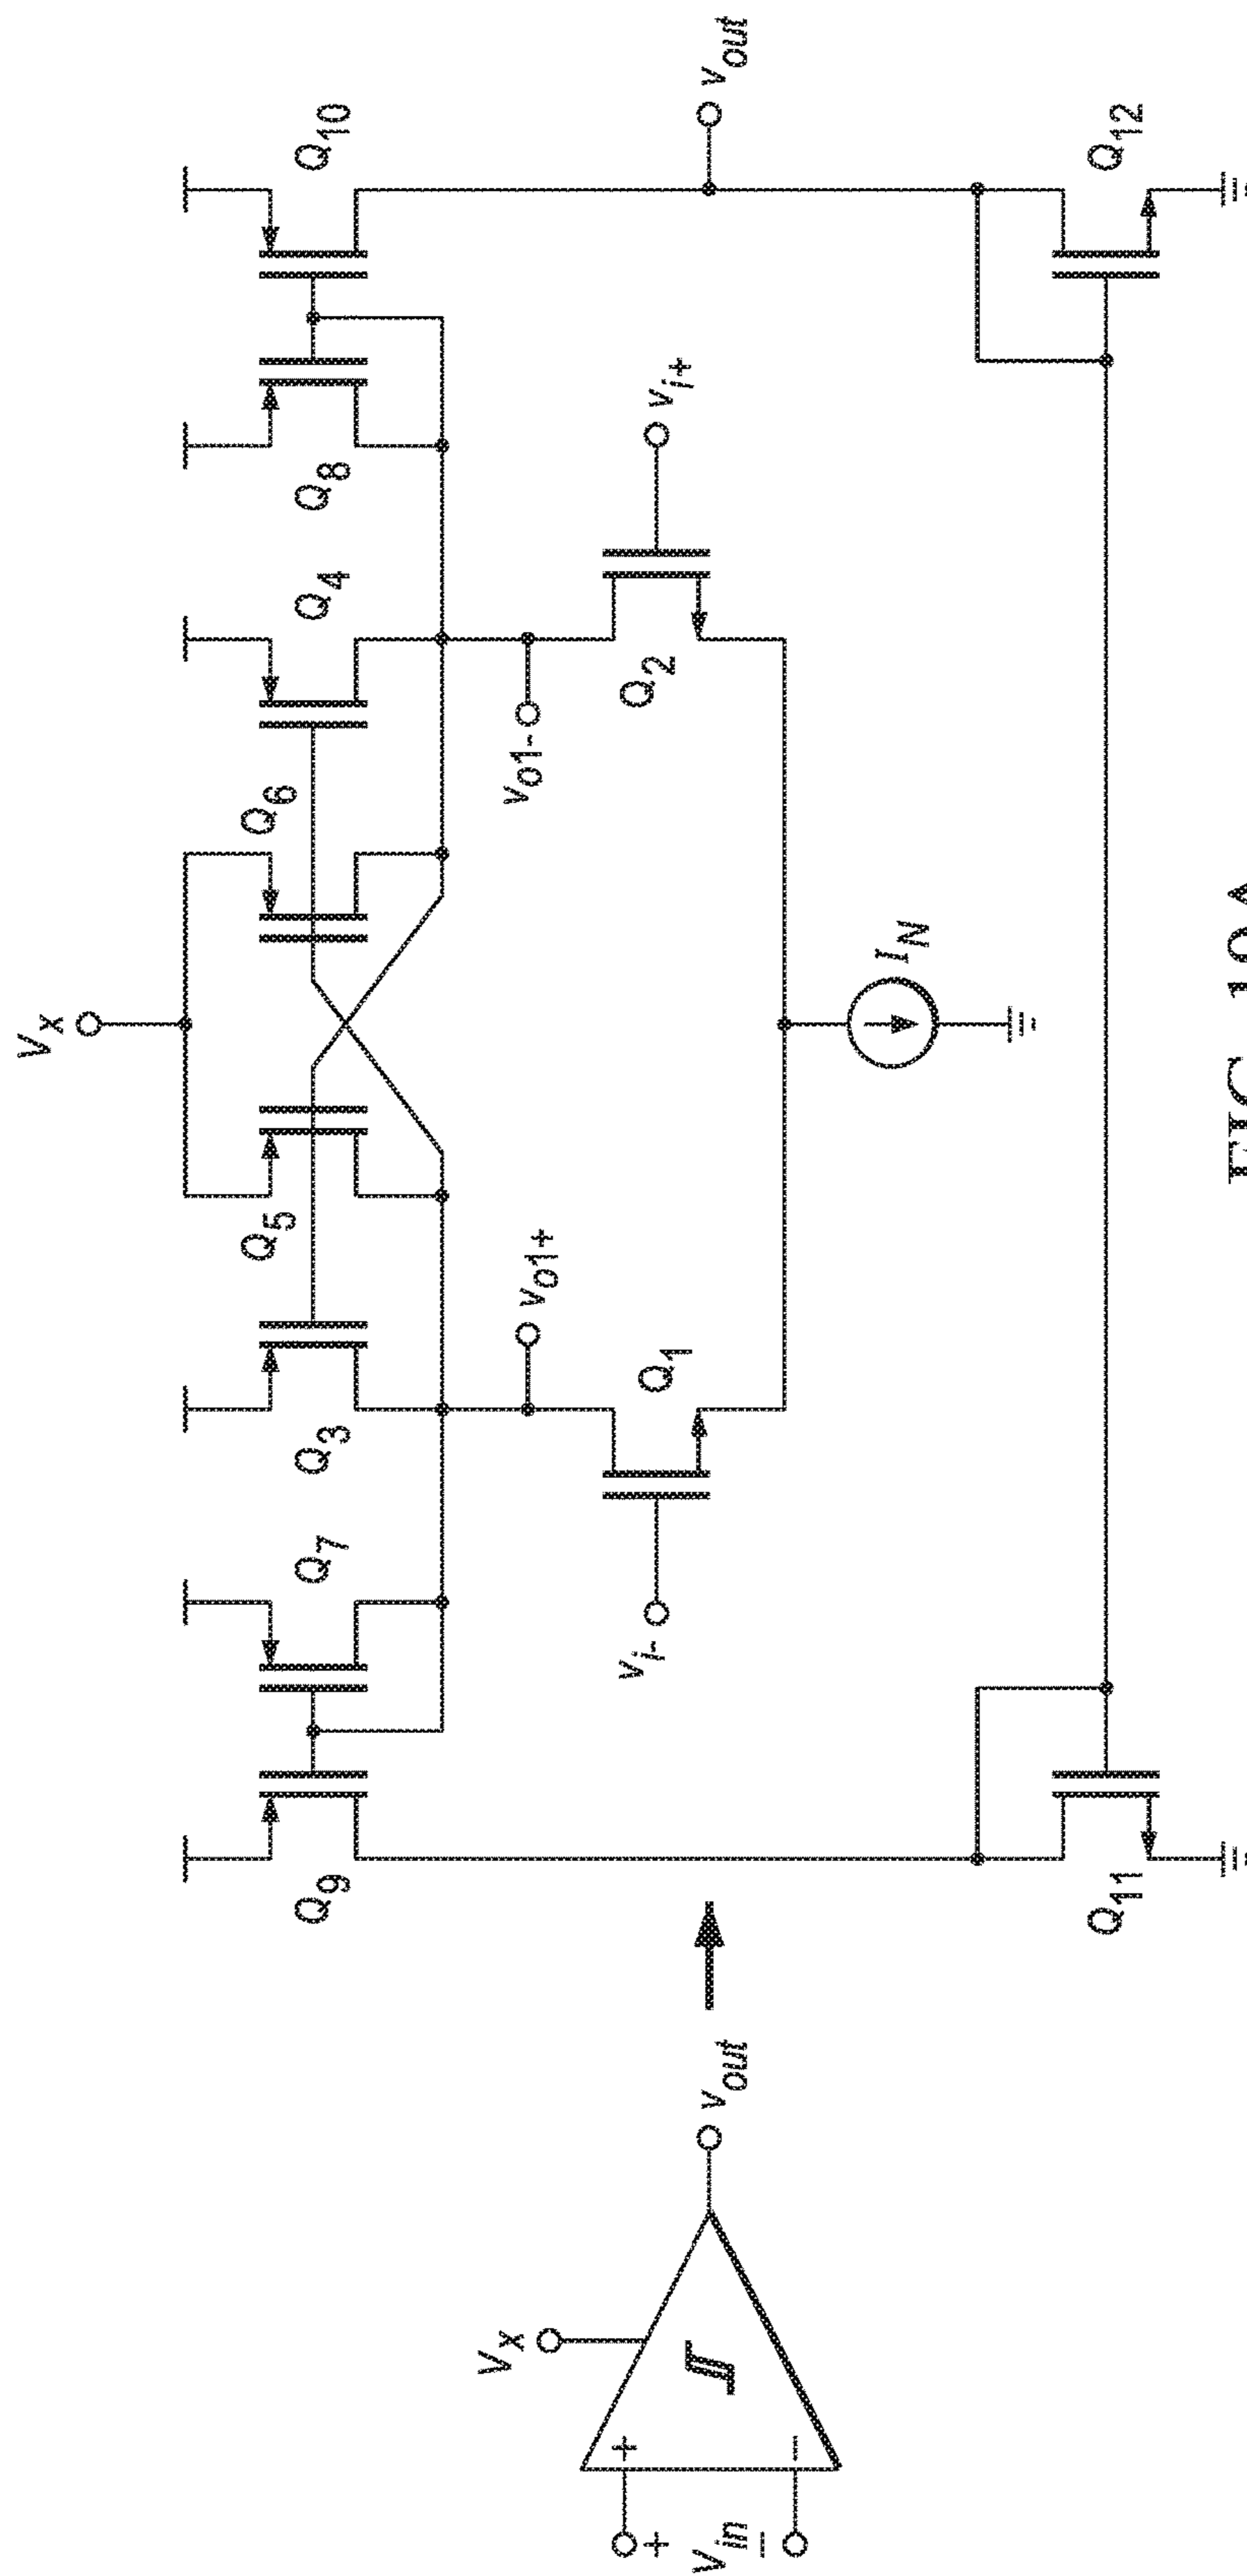 V_x
Q_9
Q_7
Q_3
Q_5
Q_6
Q_4
Q_8
Q_10
v_o1+
v_o1-
v_i-
Q_1
Q_2
v_i+
v_out
I_N
Q_11
Q_12
V_x
+
V_in
+
−
−
v_out